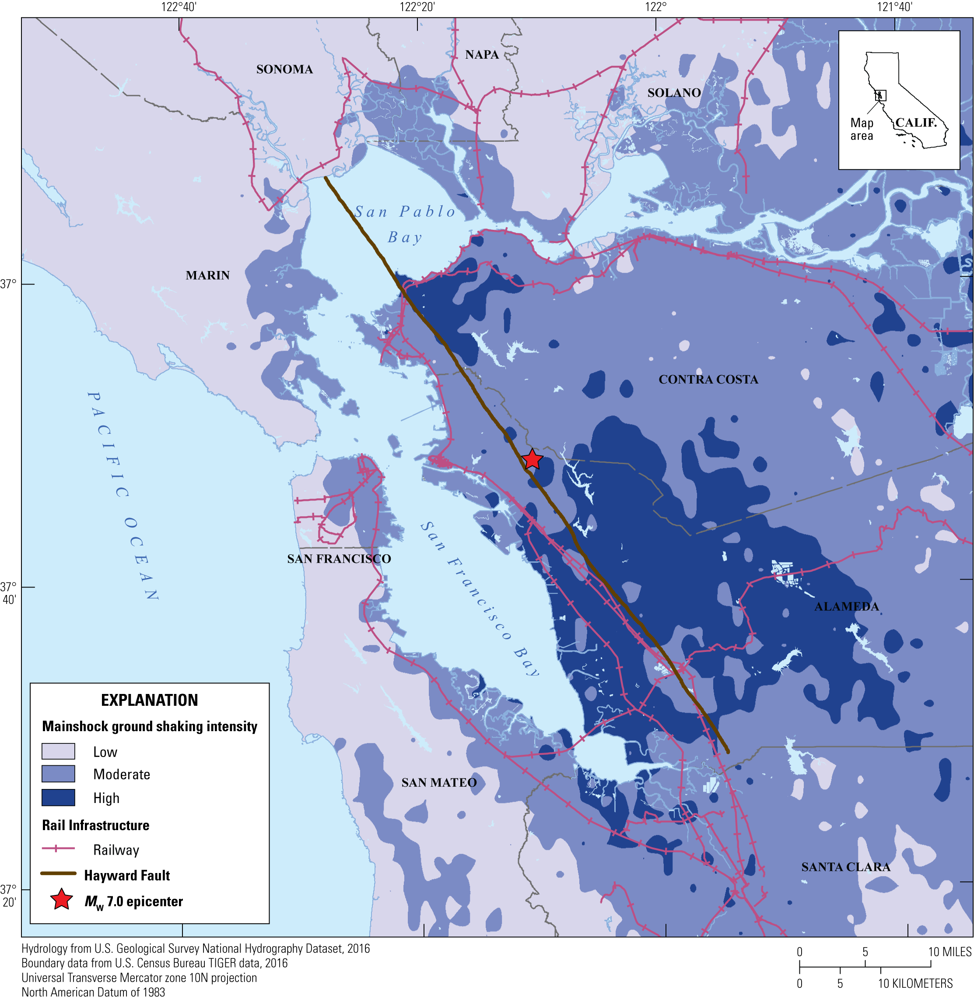 122°40'
122°20'
122°
121°40'
NAPA
SONOMA
SOLANO
Map
area
CALIF.
San Pablo
Bay
MARIN
37°
CONTRA COSTA
PACIFIC OCEAN
San Francisco Bay
SAN FRANCISCO
37°
40'
ALAMEDA
SAN MATEO
SANTA CLARA
37°
20'
EXPLANATION
Mainshock ground shaking intensity
Low
Moderate
High
Rail Infrastructure
Railway
Hayward Fault
Mw 7.0 epicenter
Hydrology from U.S. Geological Survey National Hydrography Dataset, 2016
Boundary data from U.S. Census Bureau TIGER data, 2016
Universal Transverse Mercator zone 10N projection
North American Datum of 1983
0 5 10 MILES
0 5 10 KILOMETERS